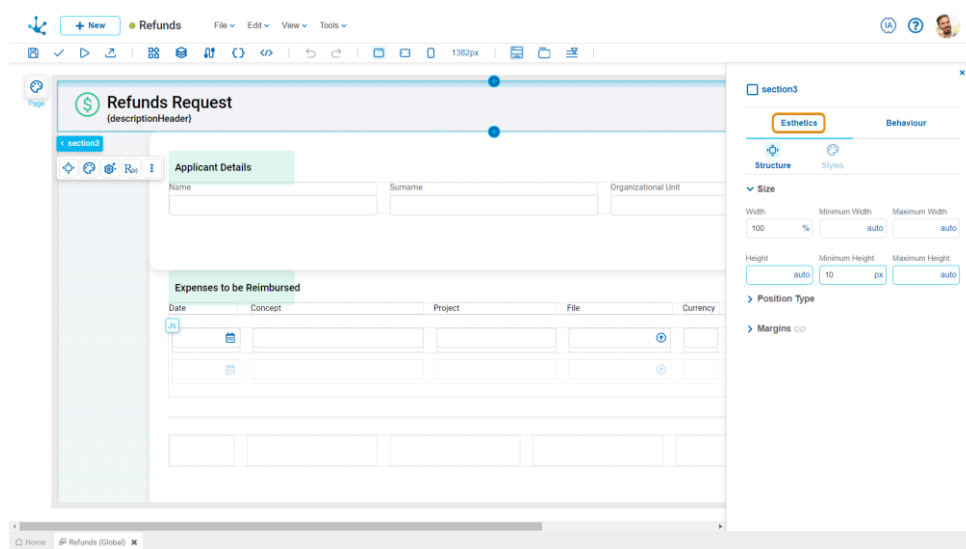 + New
Refunds
File
Edit
View
Tools
IA
?
1382px
Page
Refunds Request
{descriptionHeader}
section3
Applicant Details
Name
Surname
Organizational Unit
Expenses to be Reimbursed
Date
Concept
Project
File
Currency
Js
section3
Esthetics
Behaviour
Structure
Styles
Size
Width
Minimum Width
Maximum Width
100 %
auto
auto
Height
Minimum Height
Maximum Height
auto
10 px
auto
Position Type
Margins
Home
Refunds (Global)